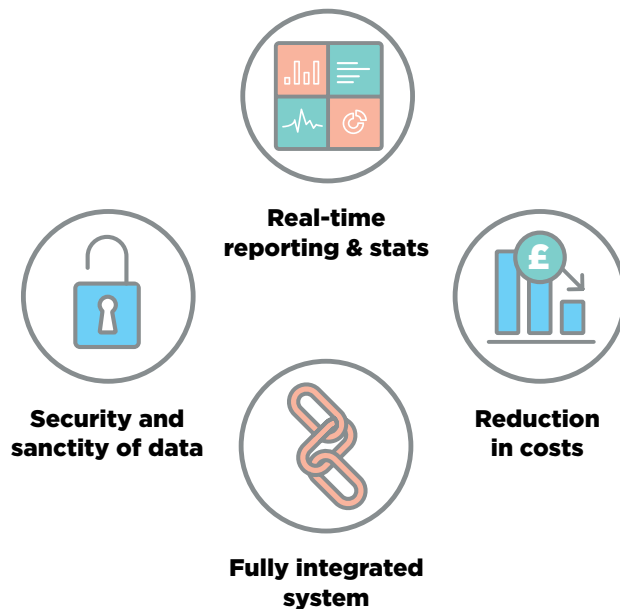 Real-time
reporting & stats
£
Security and
sanctity of data
Reduction
in costs
Fully integrated
system